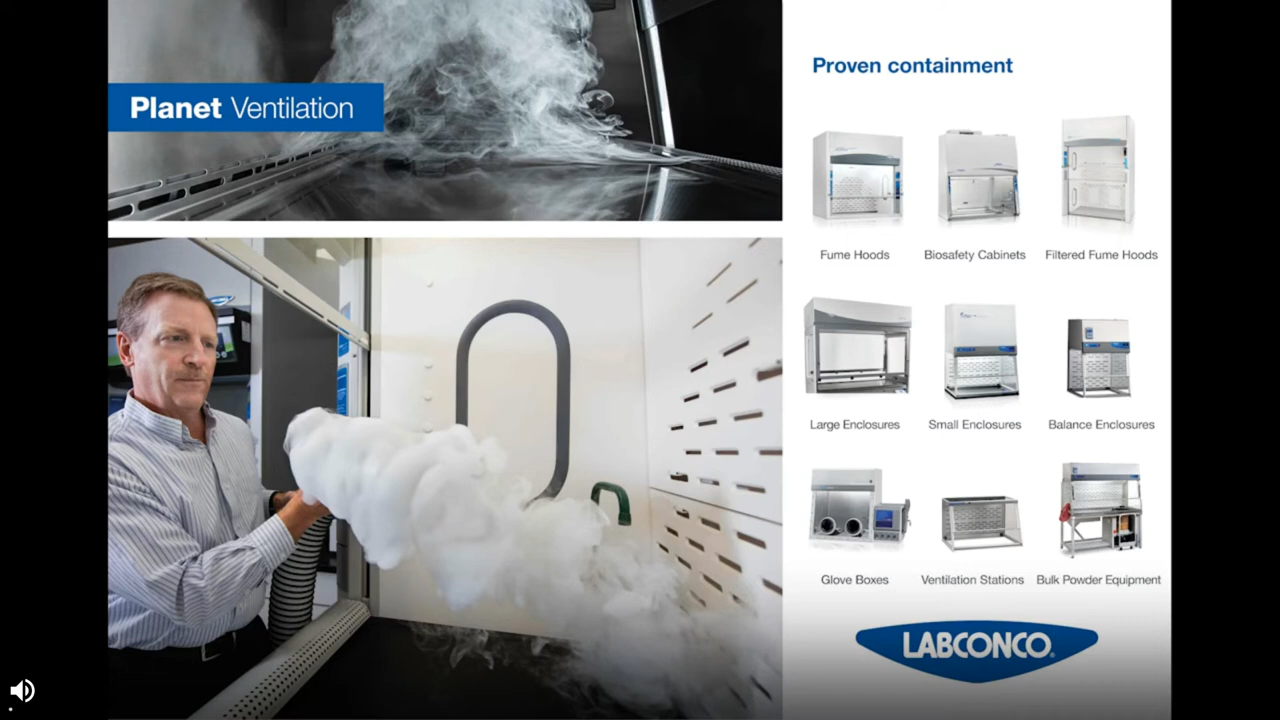 Planet Ventilation
Proven containment
Fume Hoods
Biosafety Cabinets
Filtered Fume Hoods
Large Enclosures
Small Enclosures
Balance Enclosures
Glove Boxes
Ventilation Stations
Bulk Powder Equipment
LABCONCO®